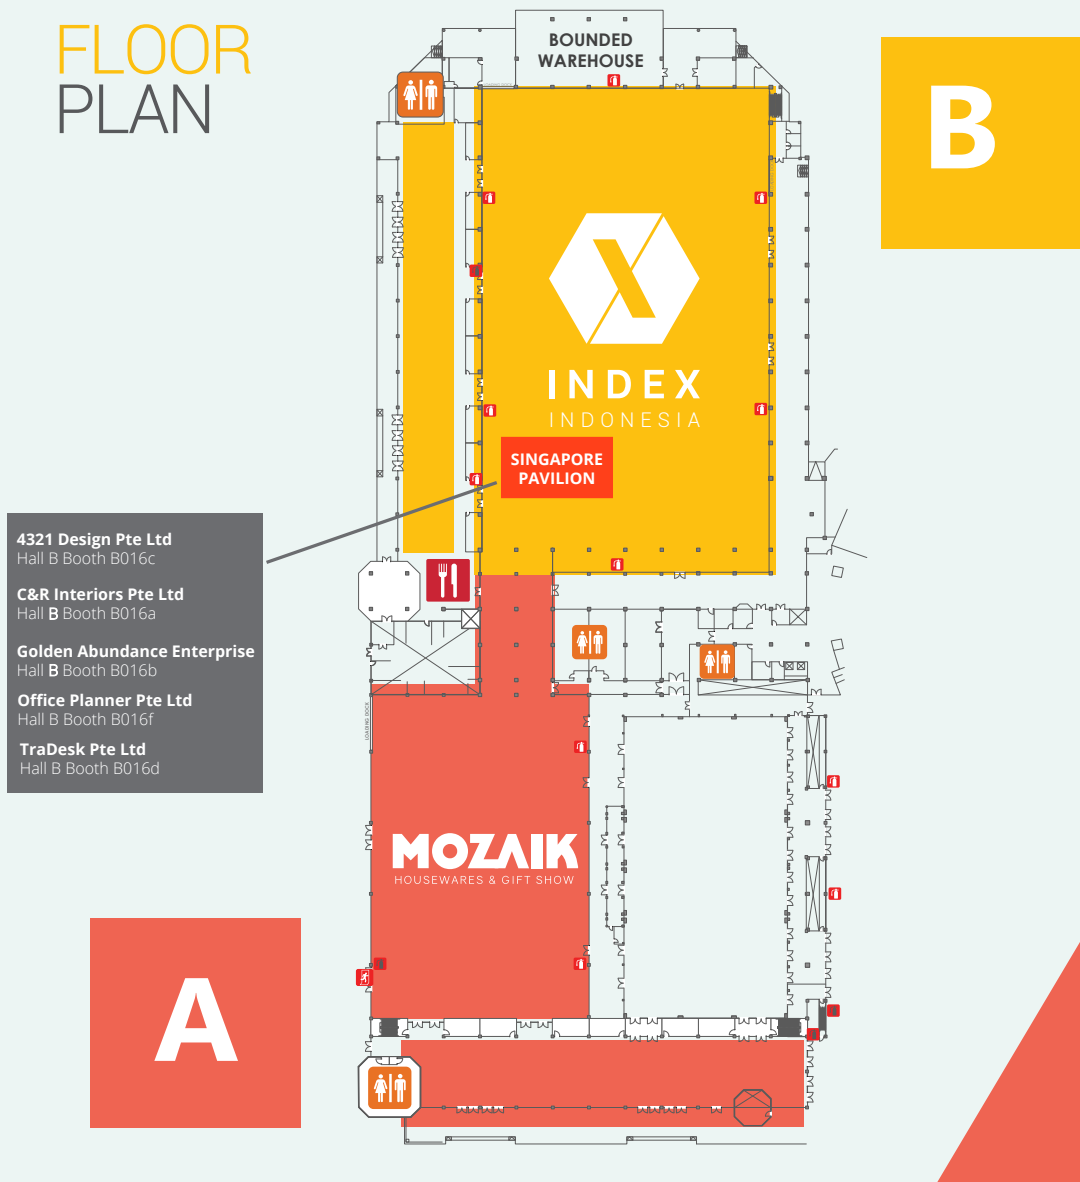 FLOOR
PLAN
BOUNDED
WAREHOUSE
B
INDEX
INDONESIA
SINGAPORE
PAVILION
4321 Design Pte Ltd
Hall B Booth B016c
C&R Interiors Pte Ltd
Hall B Booth B016a
Golden Abundance Enterprise
Hall B Booth B016b
Office Planner Pte Ltd
Hall B Booth B016f
TraDesk Pte Ltd
Hall B Booth B016d
LOADING DOCK
MOZAIK
HOUSEWARES & GIFT SHOW
A